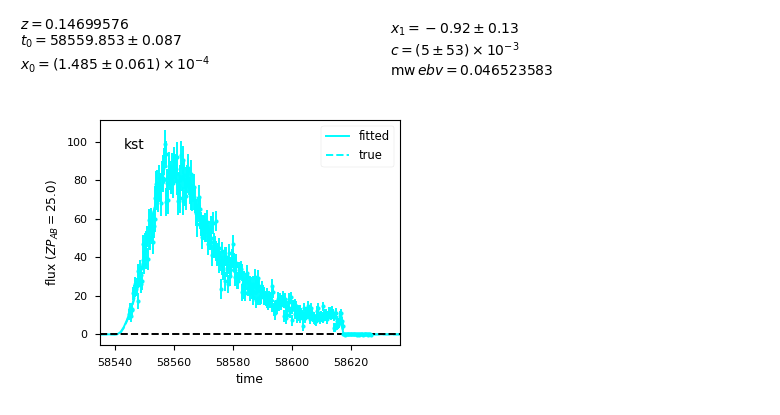 z = 0.14699576
t₀ = 58559.853 ± 0.087
x₀ = (1.485 ± 0.061) × 10⁻⁴
x₁ = −0.92 ± 0.13
c = (5 ± 53) × 10⁻³
mw ebv = 0.046523583
kst
fitted
true
100
80
60
40
20
0
flux (ZP_AB = 25.0)
58540 58560 58580 58600 58620
time